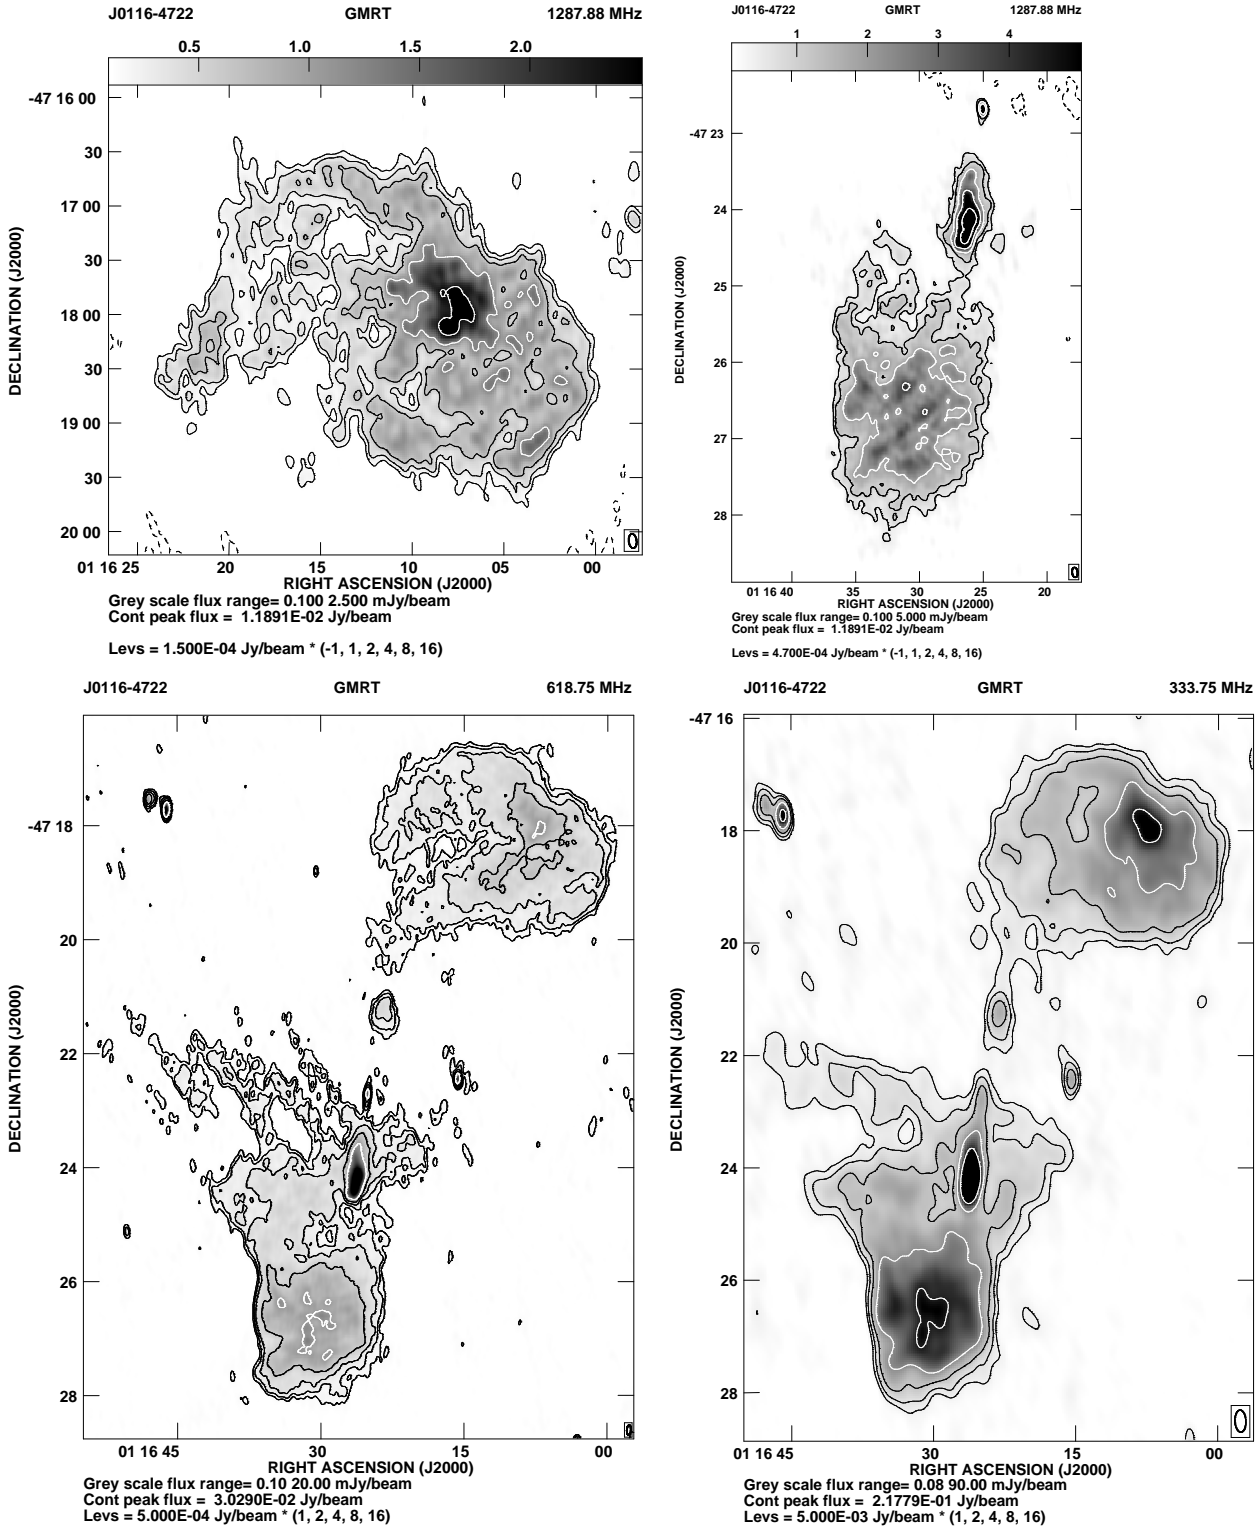 J0116-4722 GMRT 1287.88 MHz
0.5 1.0 1.5 2.0
-47 16 00
30
17 00
30
18 00
30
19 00
30
20 00
DECLINATION (J2000)
01 16 25 20 15 10 05 00
RIGHT ASCENSION (J2000)
Grey scale flux range= 0.100 2.500 mJy/beam
Cont peak flux = 1.1891E-02 Jy/beam
Levs = 1.500E-04 Jy/beam * (-1, 1, 2, 4, 8, 16)
J0116-4722 GMRT 1287.88 MHz
1 2 3 4
-47 23
24
25
26
27
28
DECLINATION (J2000)
01 16 40 35 30 25 20
RIGHT ASCENSION (J2000)
Grey scale flux range= 0.100 5.000 mJy/beam
Cont peak flux = 1.1891E-02 Jy/beam
Levs = 4.700E-04 Jy/beam * (-1, 1, 2, 4, 8, 16)
J0116-4722 GMRT 618.75 MHz
-47 18
20
22
24
26
28
DECLINATION (J2000)
01 16 45 30 15 00
RIGHT ASCENSION (J2000)
Grey scale flux range= 0.10 20.00 mJy/beam
Cont peak flux = 3.0290E-02 Jy/beam
Levs = 5.000E-04 Jy/beam * (1, 2, 4, 8, 16)
J0116-4722 GMRT 333.75 MHz
-47 16
18
20
22
24
26
28
DECLINATION (J2000)
01 16 45 30 15 00
RIGHT ASCENSION (J2000)
Grey scale flux range= 0.08 90.00 mJy/beam
Cont peak flux = 2.1779E-01 Jy/beam
Levs = 5.000E-03 Jy/beam * (1, 2, 4, 8, 16)